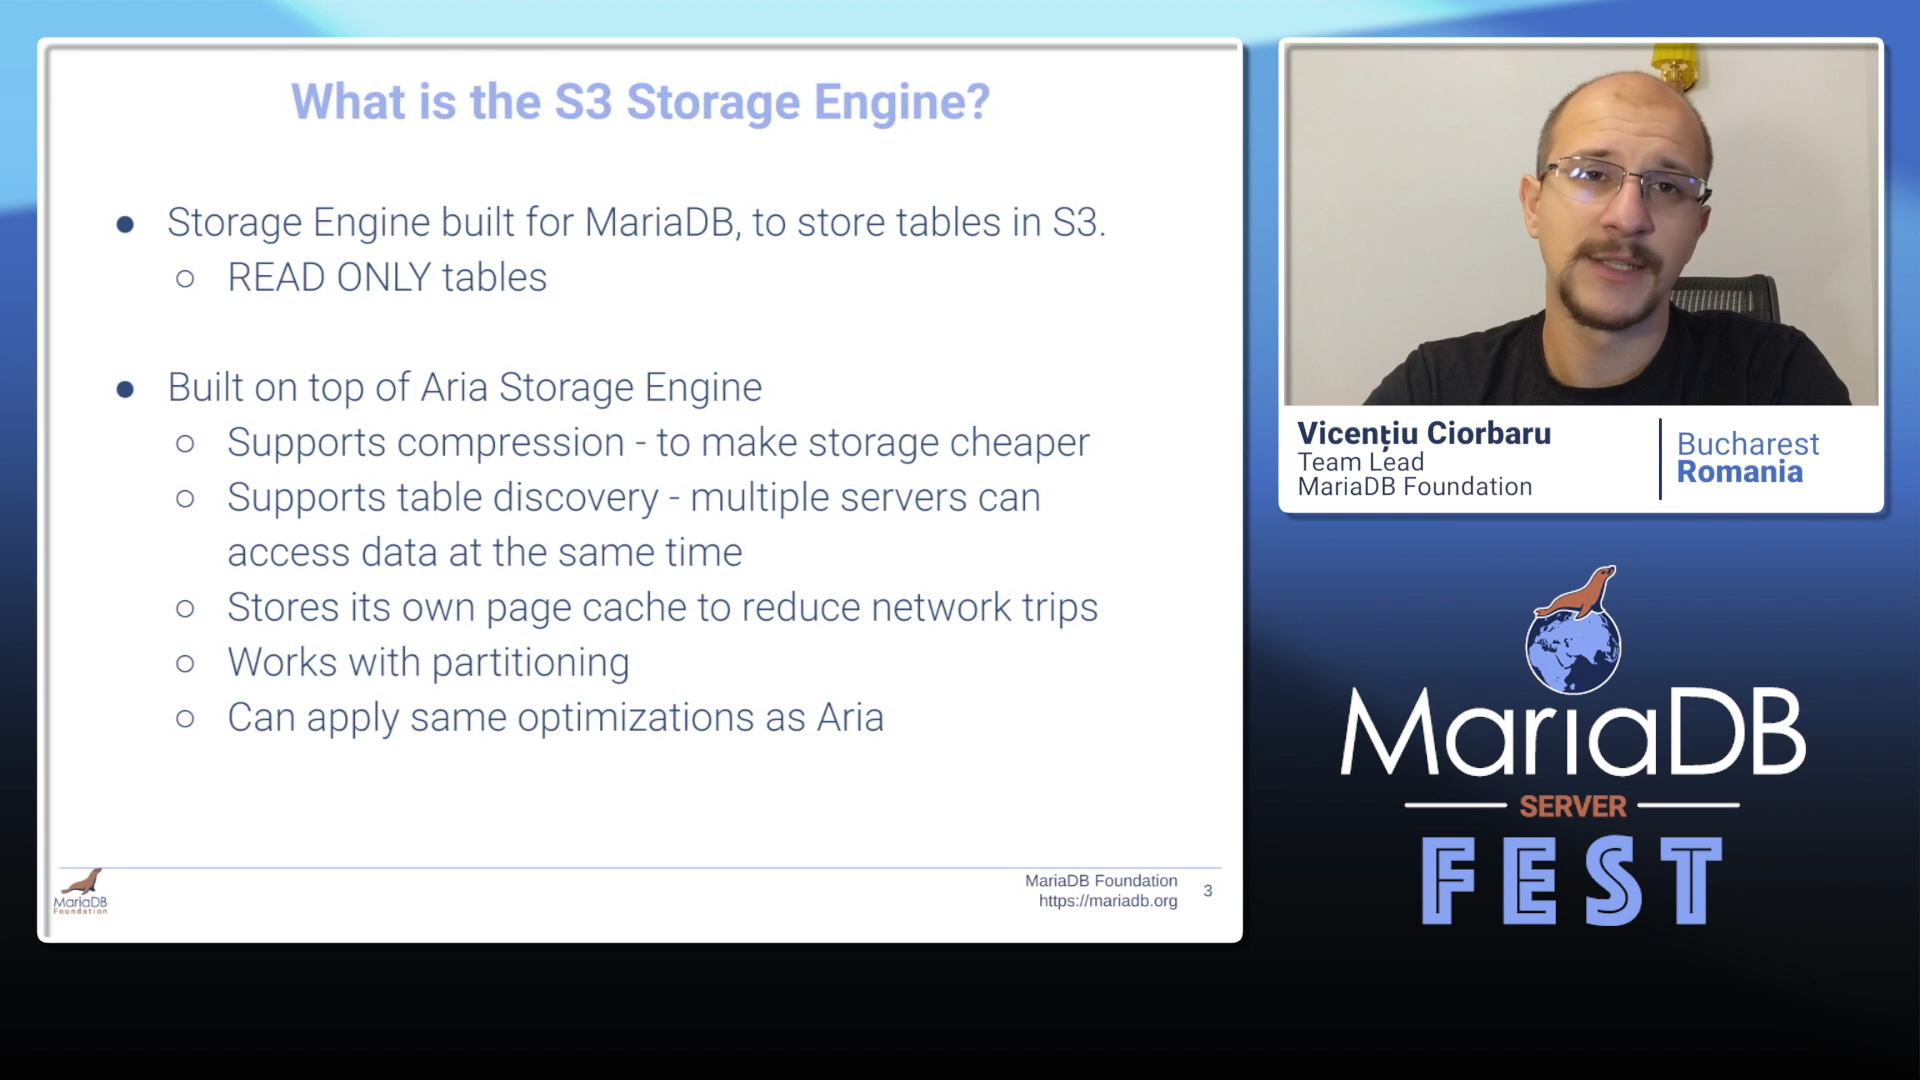 What is the S3 Storage Engine?
● Storage Engine built for MariaDB, to store tables in S3.
○ READ ONLY tables
● Built on top of Aria Storage Engine
○ Supports compression - to make storage cheaper
○ Supports table discovery - multiple servers can
access data at the same time
○ Stores its own page cache to reduce network trips
○ Works with partitioning
○ Can apply same optimizations as Aria
MariaDB
Foundation
MariaDB Foundation
https://mariadb.org
3
Vicențiu Ciorbaru
Team Lead
MariaDB Foundation
Bucharest
Romania
MariaDB
SERVER
FEST